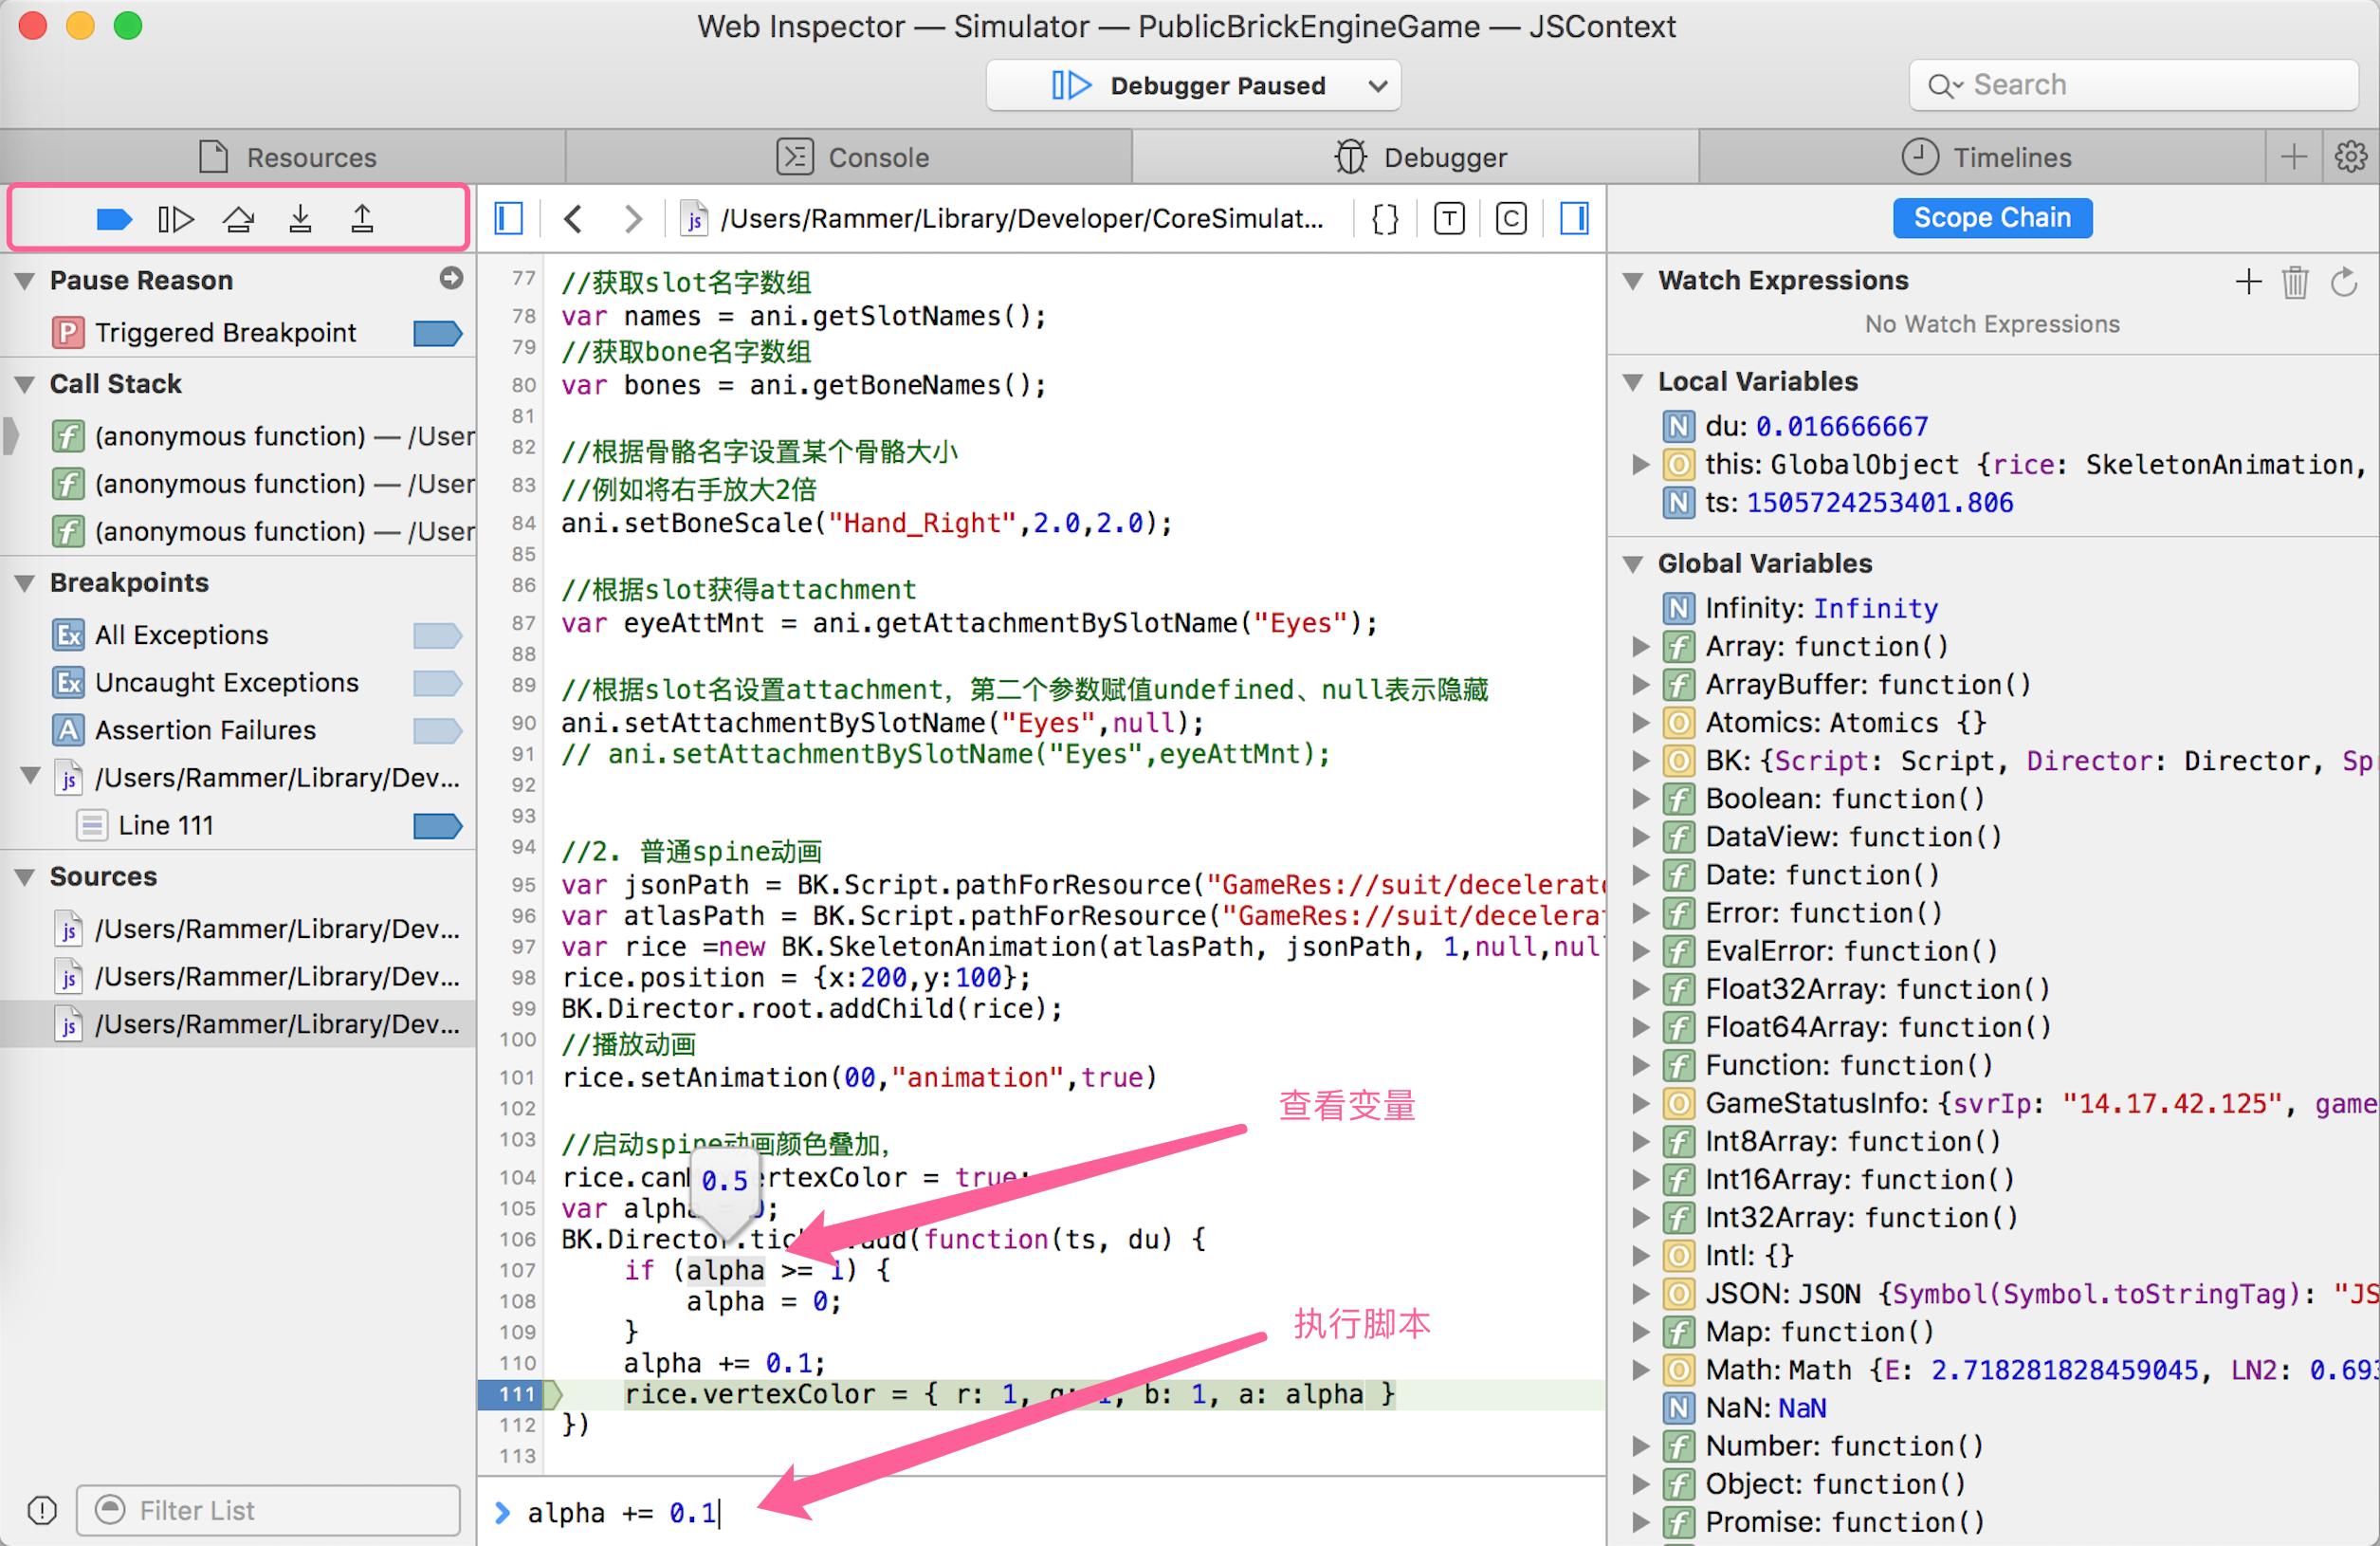 Web Inspector — Simulator — PublicBrickEngineGame — JSContext
Debugger Paused
Search
Resources
Console
Debugger
Timelines
/Users/Rammer/Library/Developer/CoreSimulat...
T
C
Scope Chain
Pause Reason
P Triggered Breakpoint
Call Stack
f (anonymous function) — /User
f (anonymous function) — /User
f (anonymous function) — /User
Breakpoints
Ex All Exceptions
Ex Uncaught Exceptions
A Assertion Failures
js /Users/Rammer/Library/Dev...
Line 111
Sources
js /Users/Rammer/Library/Dev...
js /Users/Rammer/Library/Dev...
js /Users/Rammer/Library/Dev...
Filter List
77 //获取slot名字数组
78 var names = ani.getSlotNames();
79 //获取bone名字数组
80 var bones = ani.getBoneNames();
81
82 //根据骨骼名字设置某个骨骼大小
83 //例如将右手放大2倍
84 ani.setBoneScale("Hand_Right",2.0,2.0);
85
86 //根据slot获得attachment
87 var eyeAttMnt = ani.getAttachmentBySlotName("Eyes");
88
89 //根据slot名设置attachment，第二个参数赋值undefined、null表示隐藏
90 ani.setAttachmentBySlotName("Eyes",null);
91 // ani.setAttachmentBySlotName("Eyes",eyeAttMnt);
92
93
94 //2. 普通spine动画
95 var jsonPath = BK.Script.pathForResource("GameRes://suit/decelerato
96 var atlasPath = BK.Script.pathForResource("GameRes://suit/decelerat
97 var rice =new BK.SkeletonAnimation(atlasPath, jsonPath, 1,null,nul
98 rice.position = {x:200,y:100};
99 BK.Director.root.addChild(rice);
100 //播放动画
101 rice.setAnimation(00,"animation",true)
102
103 //启动spine动画颜色叠加，
104 rice.can rtexColor = true;
105 var alpha = 0;
106 BK.Director.tic add(function(ts, du) {
107 if (alpha >= 1) {
108 alpha = 0;
109 }
110 alpha += 0.1;
111 rice.vertexColor = { r: 1, g: 1, b: 1, a: alpha }
112 })
113
0.5
查看变量
执行脚本
alpha += 0.1
Watch Expressions
No Watch Expressions
Local Variables
N du: 0.016666667
O this: GlobalObject {rice: SkeletonAnimation,
N ts: 1505724253401.806
Global Variables
N Infinity: Infinity
f Array: function()
f ArrayBuffer: function()
O Atomics: Atomics {}
O BK: {Script: Script, Director: Director, Sp
f Boolean: function()
f DataView: function()
f Date: function()
f Error: function()
f EvalError: function()
f Float32Array: function()
f Float64Array: function()
f Function: function()
O GameStatusInfo: {svrIp: "14.17.42.125", game
f Int8Array: function()
f Int16Array: function()
f Int32Array: function()
O Intl: {}
O JSON: JSON {Symbol(Symbol.toStringTag): "JS
f Map: function()
O Math: Math {E: 2.718281828459045, LN2: 0.693
N NaN: NaN
f Number: function()
f Object: function()
f Promise: function()